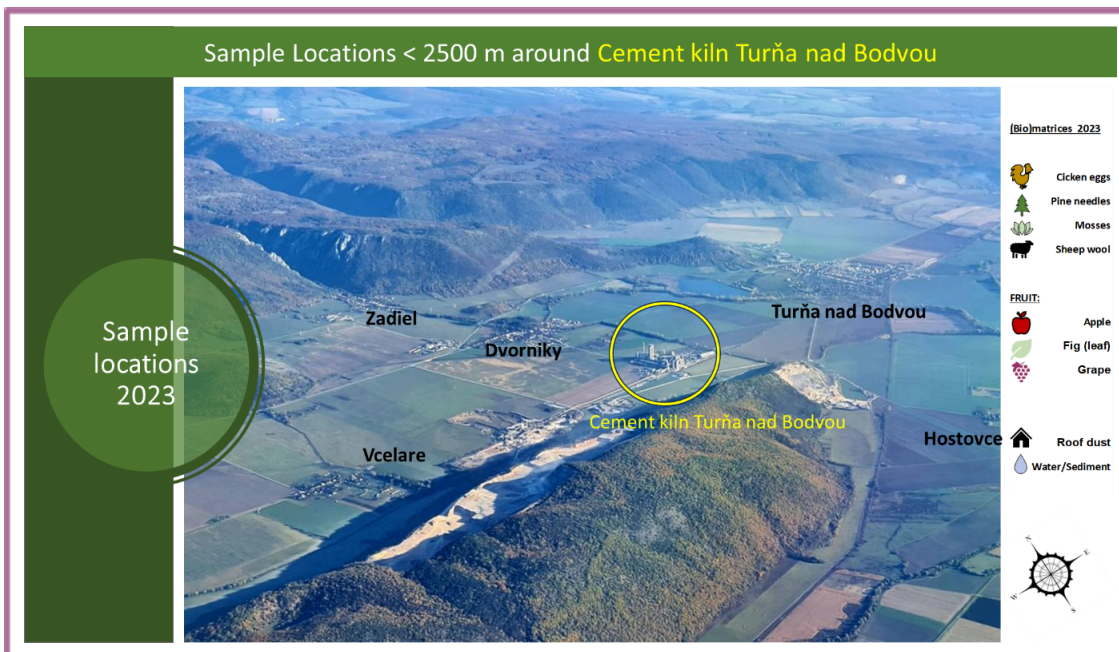 Sample Locations < 2500 m around Cement kiln Turňa nad Bodvou
Sample
locations
2023
Zadiel
Dvorniky
Turňa nad Bodvou
Cement kiln Turňa nad Bodvou
Vcelare
Hostovce
(Bio)matrices 2023
Cicken eggs
Pine needles
Mosses
Sheep wool
FRUIT:
Apple
Fig (leaf)
Grape
Roof dust
Water/Sediment
N
E
W
S